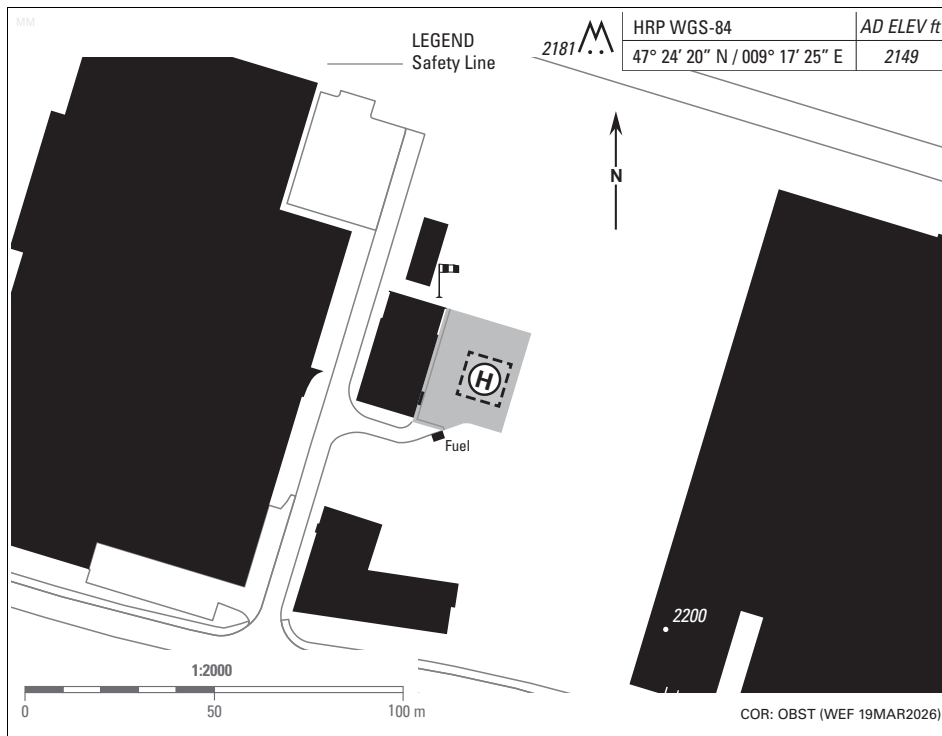 MM
LEGEND
Safety Line
2181
HRP WGS-84
AD ELEV ft
47° 24’ 20” N / 009° 17’ 25” E
2149
N
H
Fuel
2200
1:2000
0
50
100 m
COR: OBST (WEF 19MAR2026)